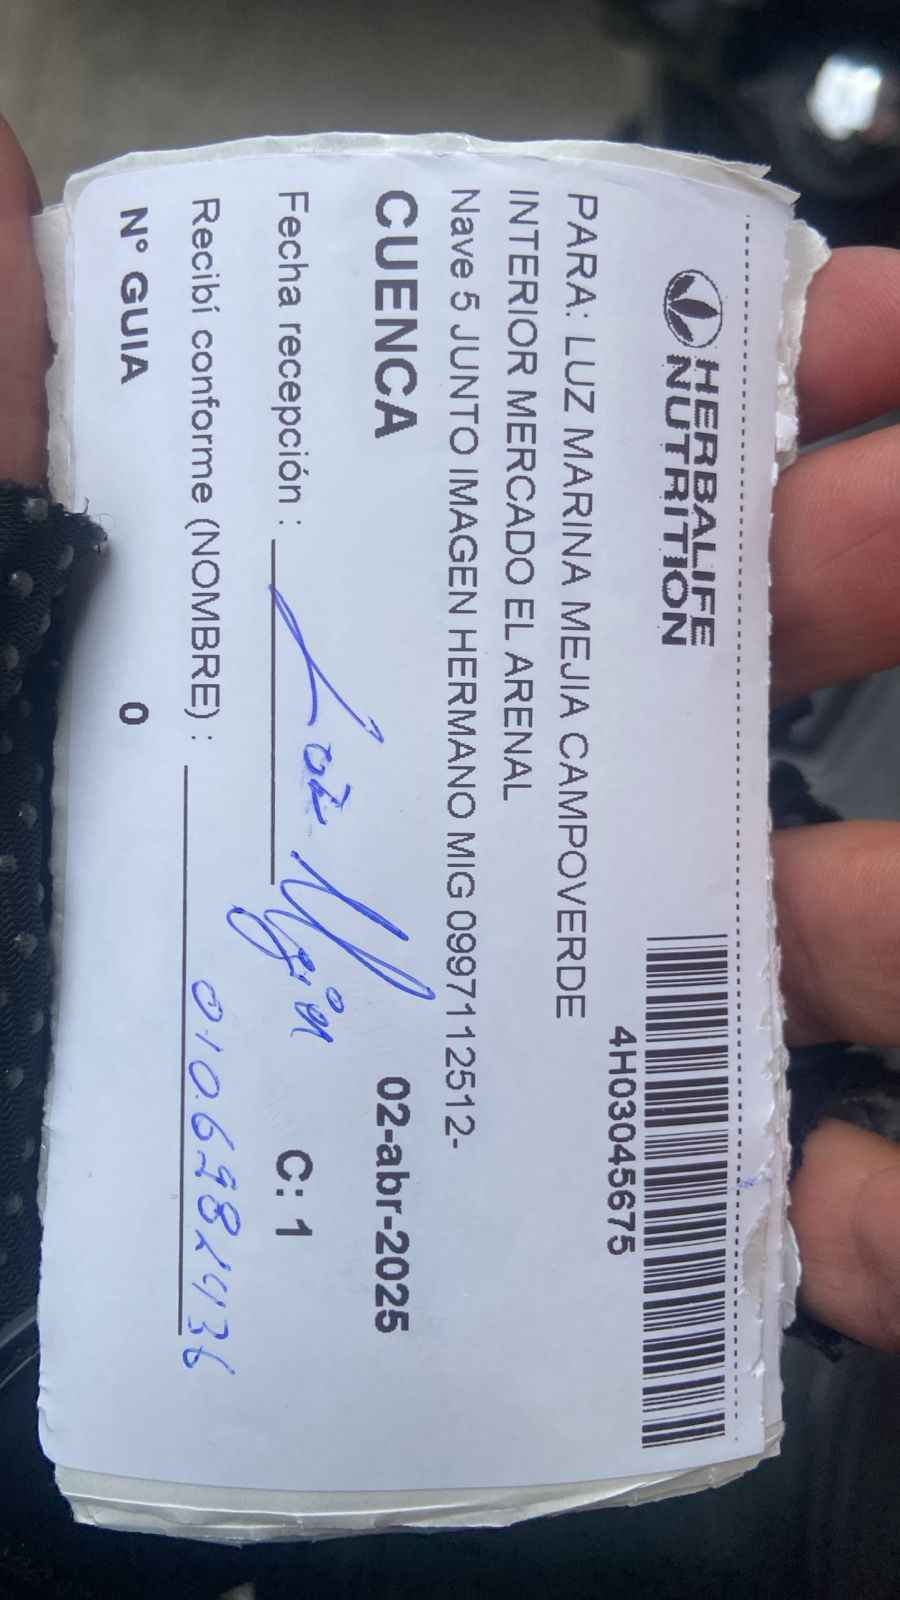 HERBALIFE
NUTRITION
4H03045675
PARA: LUZ MARINA MEJIA CAMPOVERDE
INTERIOR MERCADO EL ARENAL
Nave 5 JUNTO IMAGEN HERMANO MIG 0997112512-
CUENCA 02-abr-2025
Fecha recepción : C: 1
Recibí conforme (NOMBRE) :
N° GUIA 0